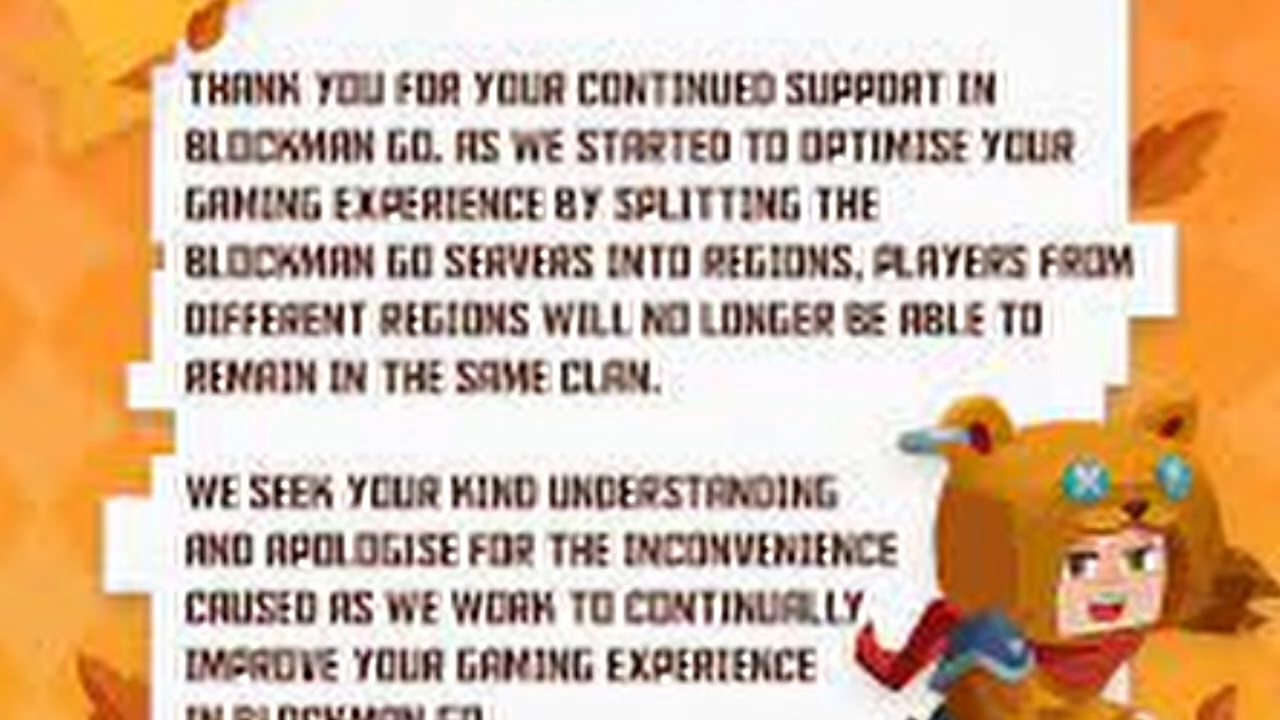 THANK YOU FOR YOUR CONTINUED SUPPORT IN
BLOCKMAN GO. AS WE STARTED TO OPTIMISE YOUR
GAMING EXPERIENCE BY SPLITTING THE
BLOCKMAN GO SERVERS INTO REGIONS, PLAYERS FROM
DIFFERENT REGIONS WILL NO LONGER BE ABLE TO
REMAIN IN THE SAME CLAN.
WE SEEK YOUR KIND UNDERSTANDING
AND APOLOGISE FOR THE INCONVENIENCE
CAUSED AS WE WORK TO CONTINUALLY
IMPROVE YOUR GAMING EXPERIENCE
IN BLOCKMAN GO.